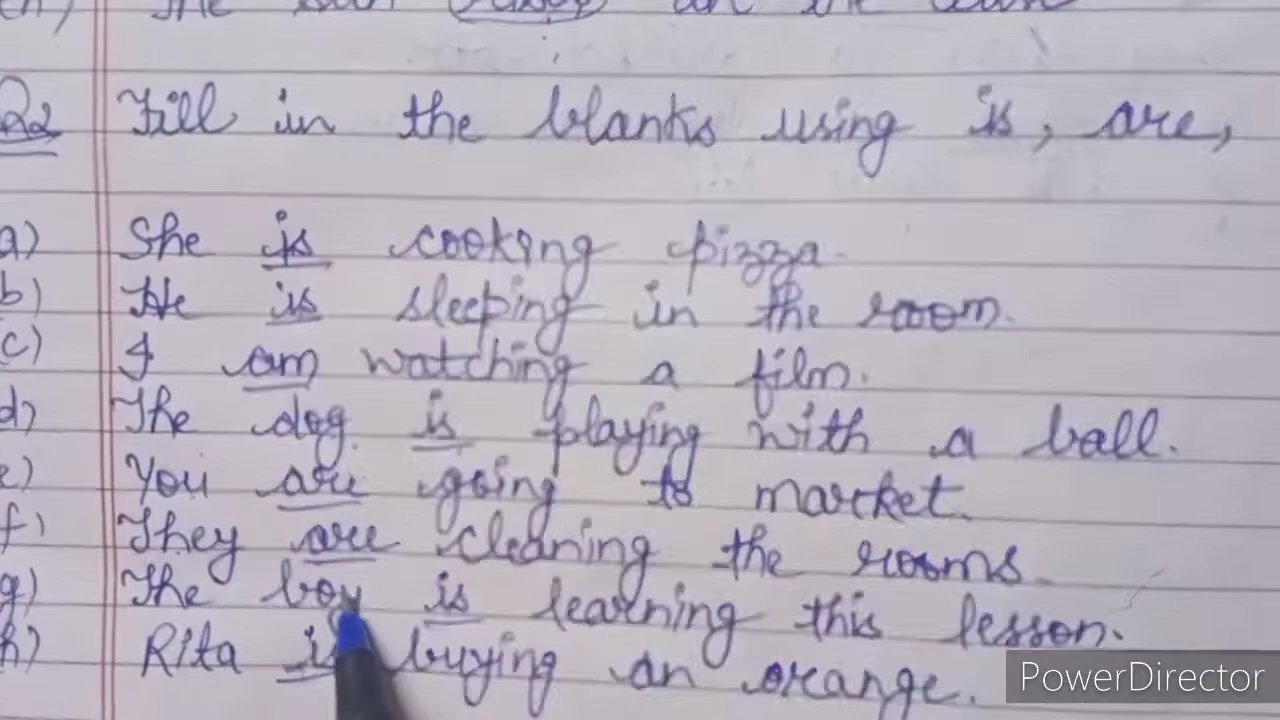 Q2 Fill in the blanks using is, are,
a) She is cooking pizza.
b) He is sleeping in the room.
c) I am watching a film.
d) The dog is playing with a ball.
e) You are going to market.
f) They are cleaning the rooms.
g) The boy is learning this lesson.
h) Rita is buying an orange.
PowerDirector